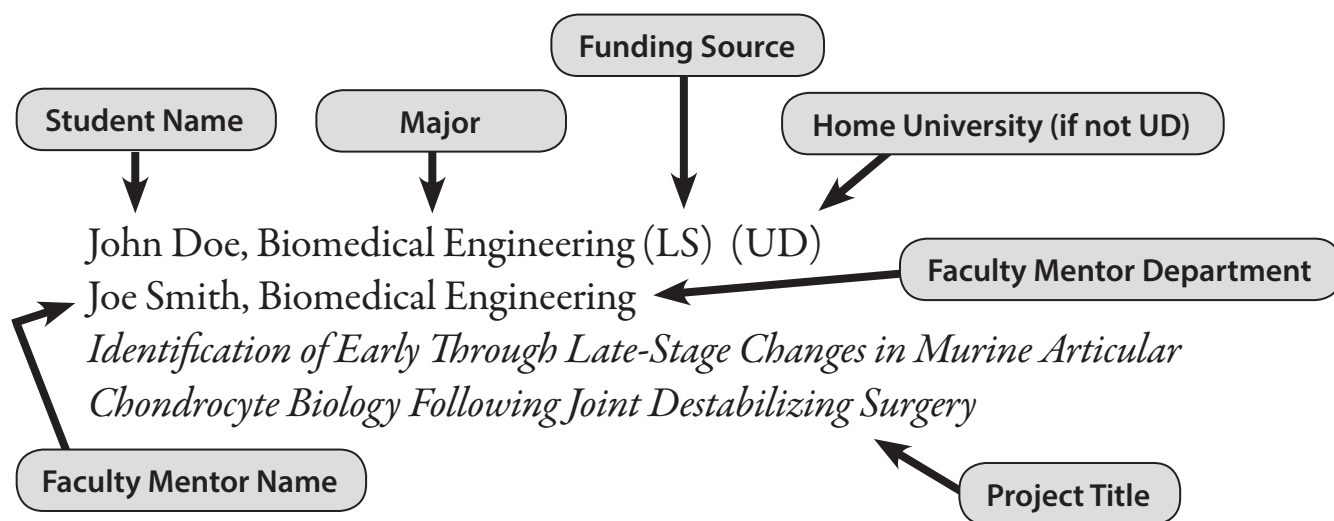 Funding Source
Student Name
Major
Home University (if not UD)
John Doe, Biomedical Engineering (LS) (UD)
Faculty Mentor Department
Joe Smith, Biomedical Engineering
Identification of Early Through Late-Stage Changes in Murine Articular
Chondrocyte Biology Following Joint Destabilizing Surgery
Faculty Mentor Name
Project Title